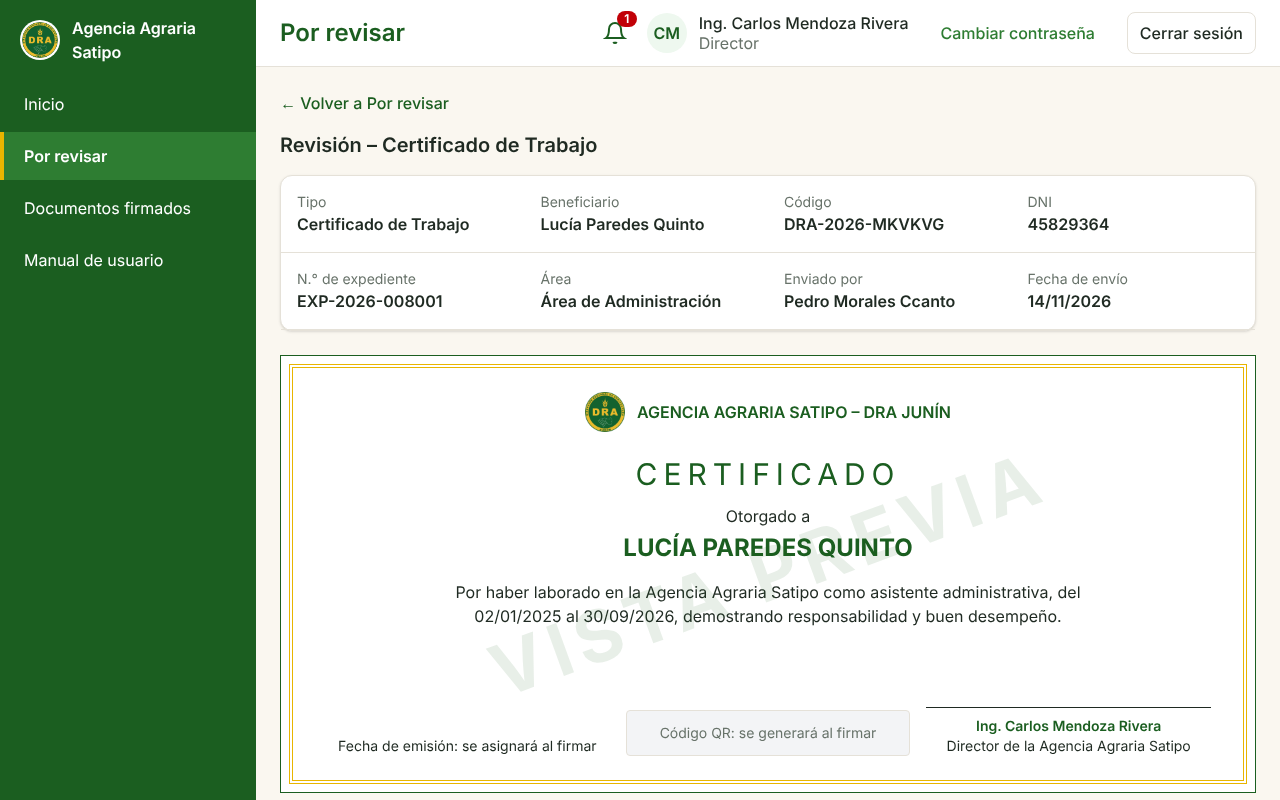 DRA
Agencia Agraria
Satipo
Inicio
Por revisar
Documentos firmados
Manual de usuario
Por revisar
1
CM
Ing. Carlos Mendoza Rivera
Director
Cambiar contraseña
Cerrar sesión
← Volver a Por revisar
Revisión – Certificado de Trabajo
Tipo
Certificado de Trabajo
Beneficiario
Lucía Paredes Quinto
Código
DRA-2026-MKVKVG
DNI
45829364
N.° de expediente
EXP-2026-008001
Área
Área de Administración
Enviado por
Pedro Morales Ccanto
Fecha de envío
14/11/2026
DRA
AGENCIA AGRARIA SATIPO – DRA JUNÍN
CERTIFICADO
Otorgado a
LUCÍA PAREDES QUINTO
Por haber laborado en la Agencia Agraria Satipo como asistente administrativa, del
02/01/2025 al 30/09/2026, demostrando responsabilidad y buen desempeño.
VISTA PREVIA
Fecha de emisión: se asignará al firmar
Código QR: se generará al firmar
Ing. Carlos Mendoza Rivera
Director de la Agencia Agraria Satipo